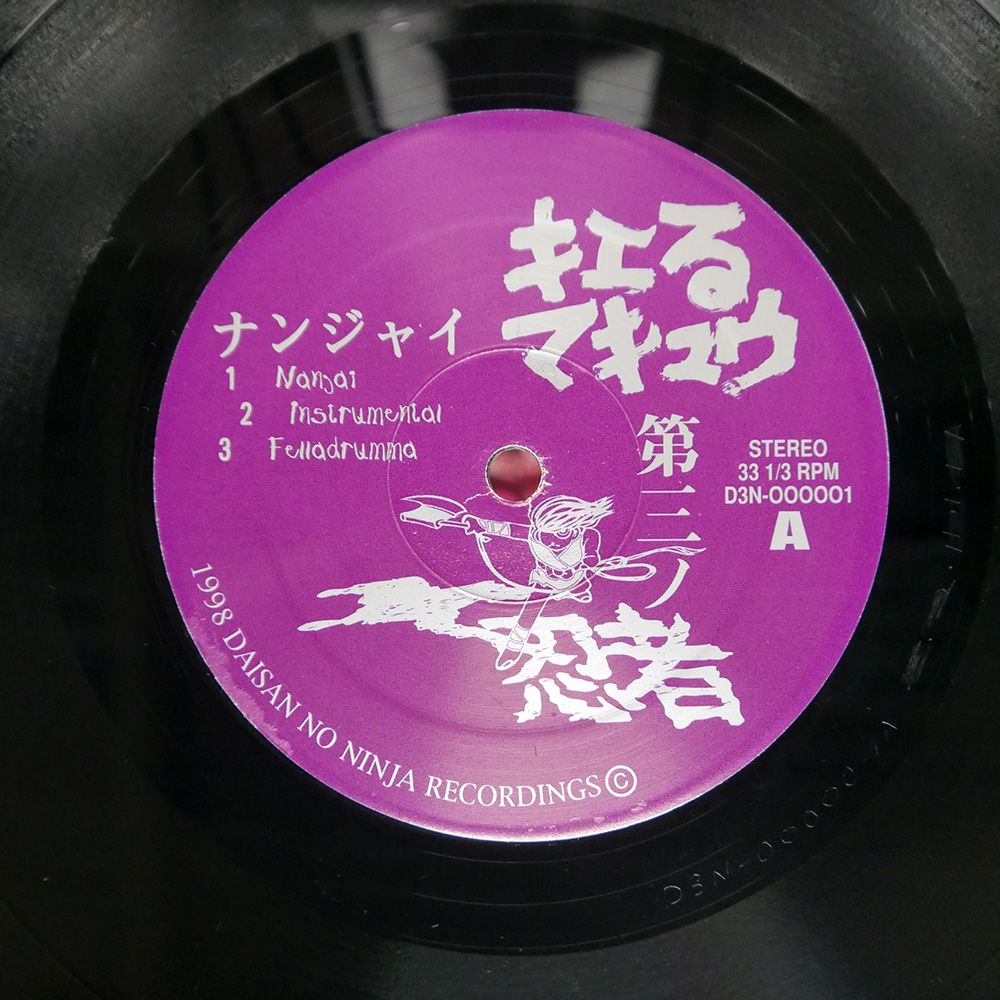 キエる
マキュウ
ナンジャイ
1 Nanjai
2 Instrumental
3 Felladrumma
第三ノ
忍者
STEREO
33 1/3 RPM
D3N-000001
A
1998 DAISAN NO NINJA RECORDINGS ©